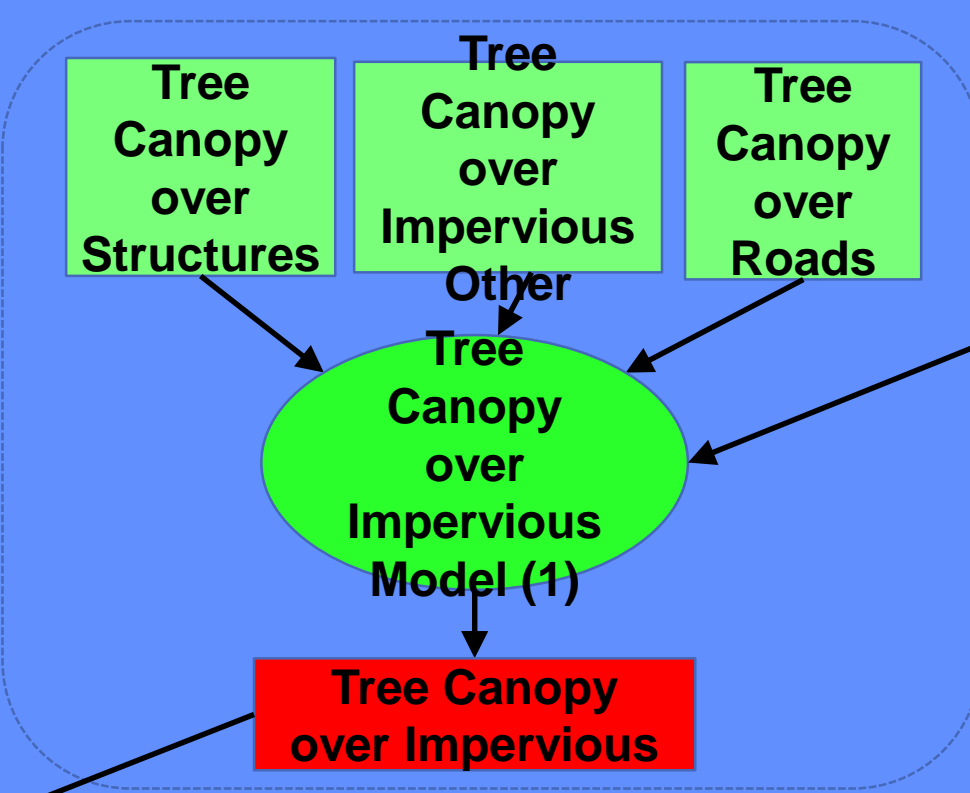 Tree
Canopy
over
Structures
Tree
Canopy
over
Impervious
Other
Tree
Canopy
over
Roads
Tree
Canopy
over
Impervious
Model (1)
Tree Canopy
over Impervious